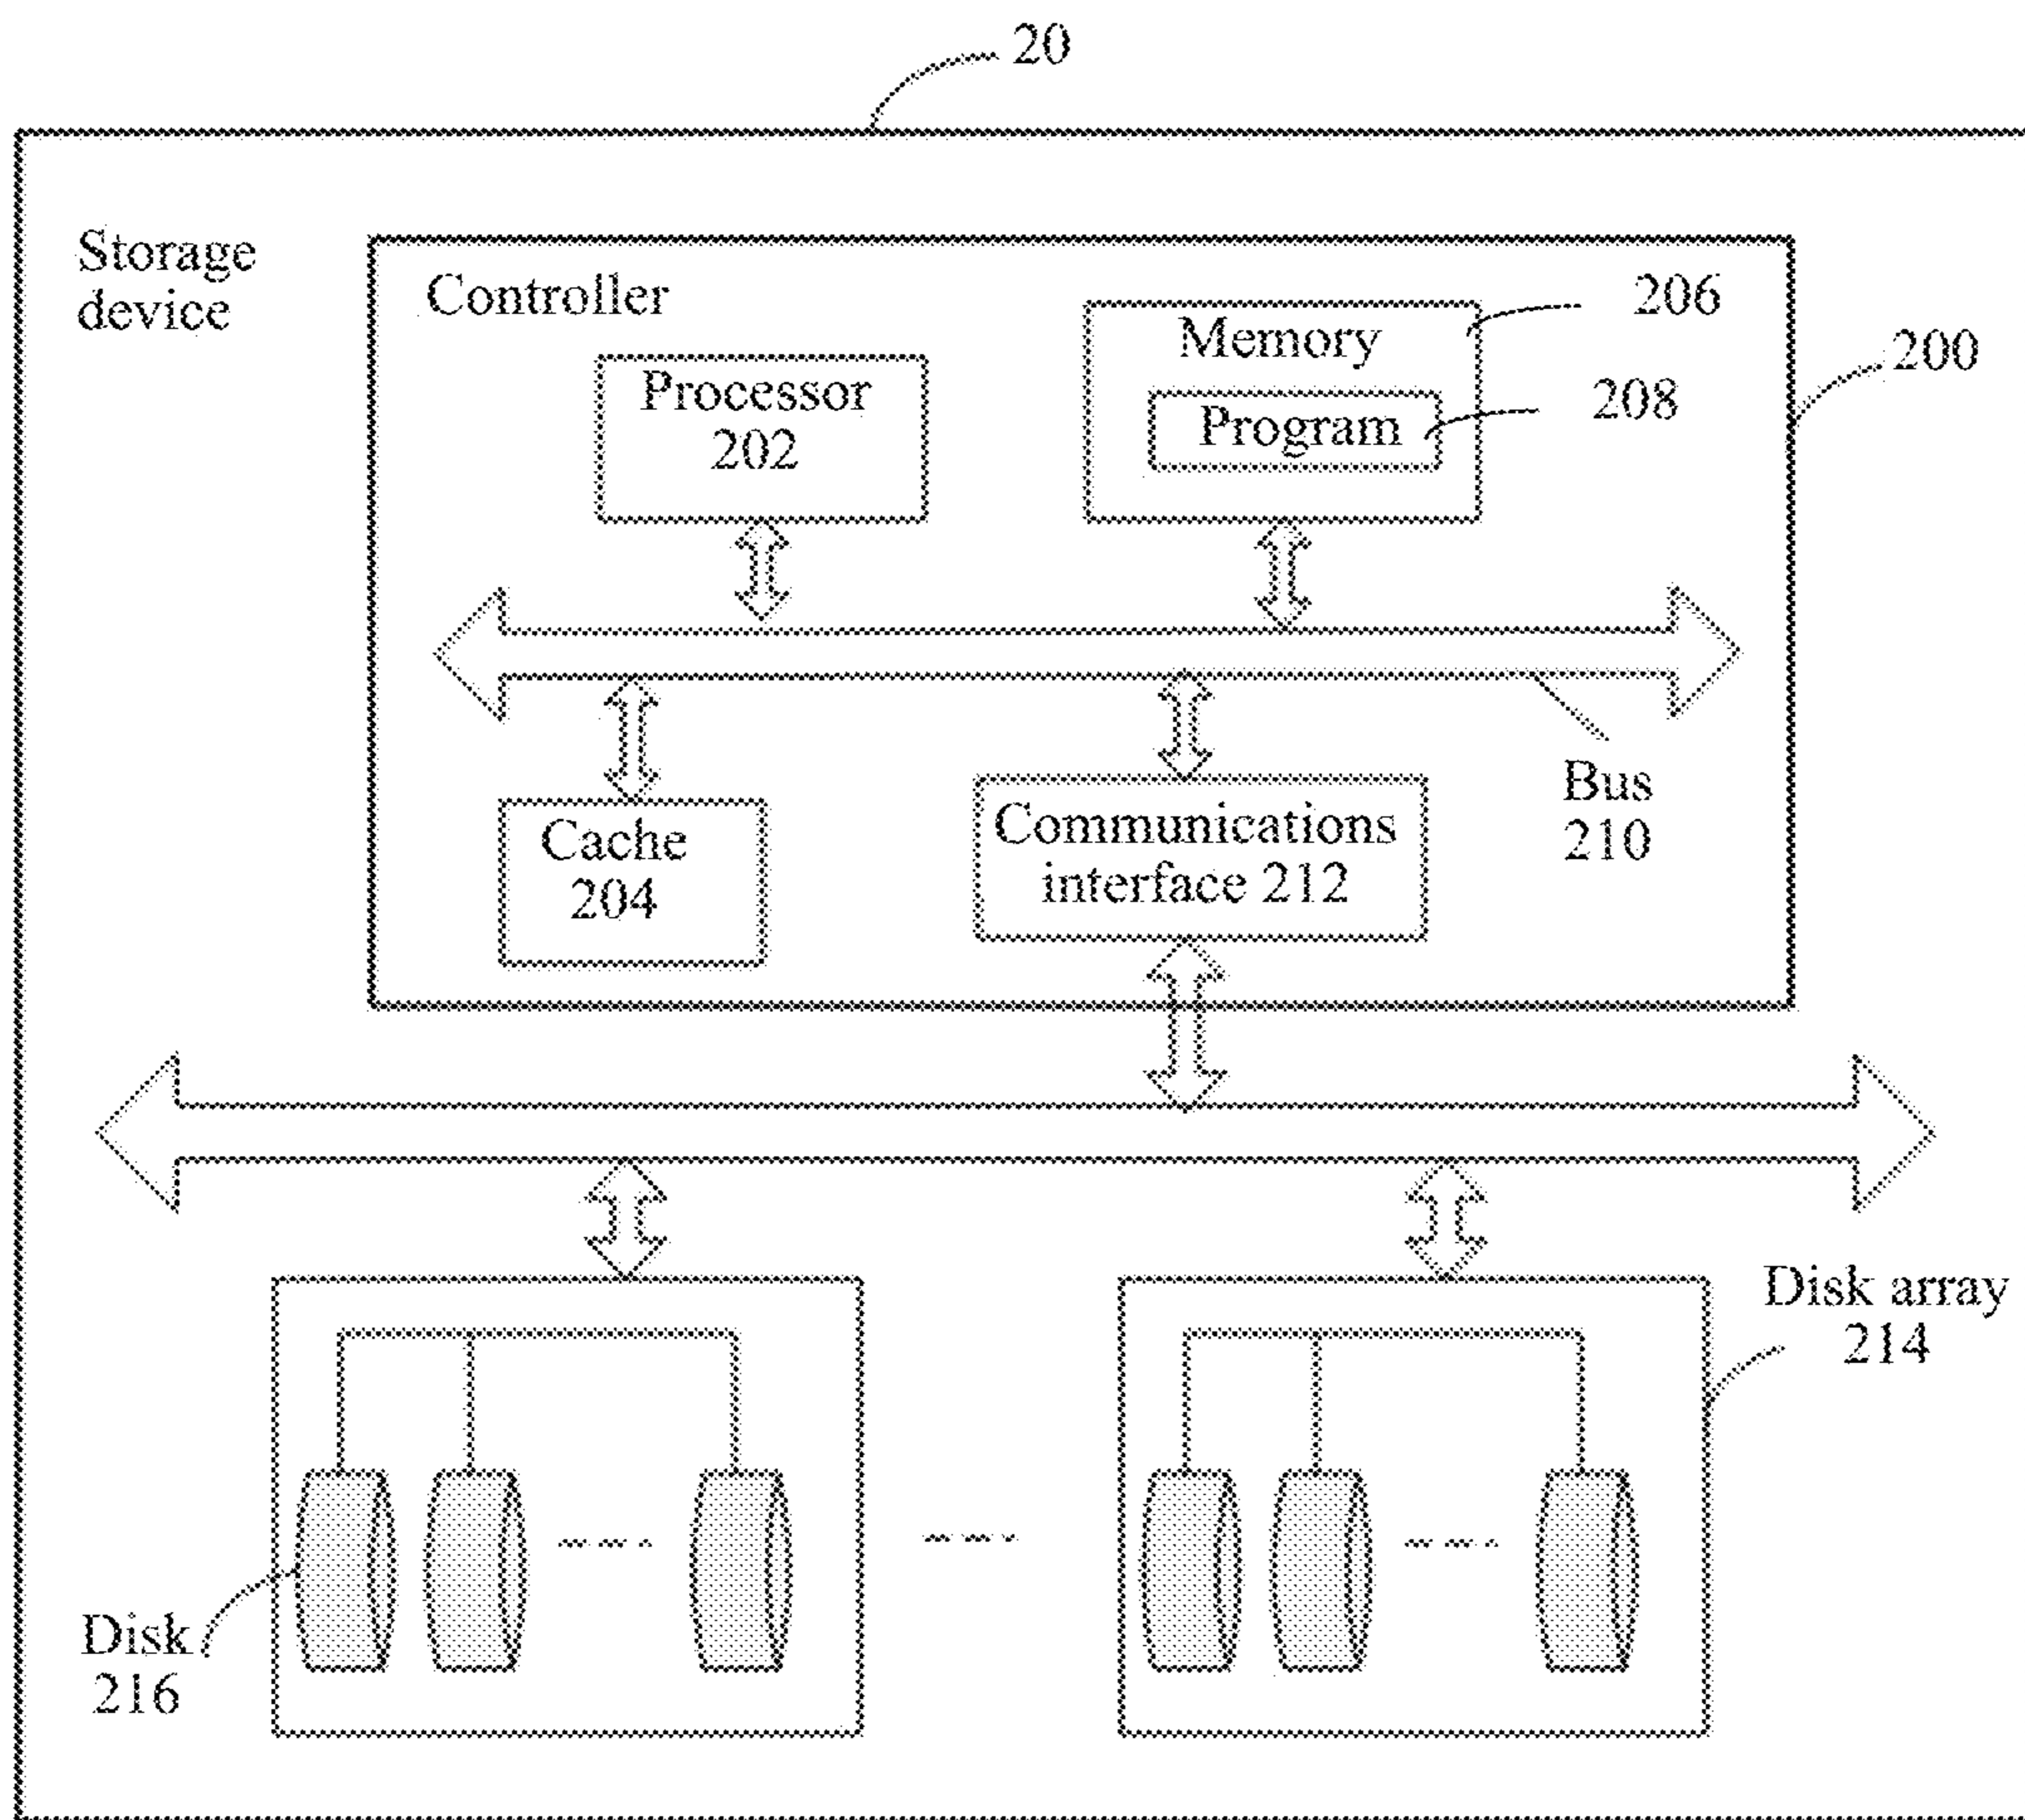 20
Storage
device
Controller
206
Memory
200
Processor
202
208
Program
Bus
210
Cache
204
Communications
interface 212
Disk array
214
Disk
216